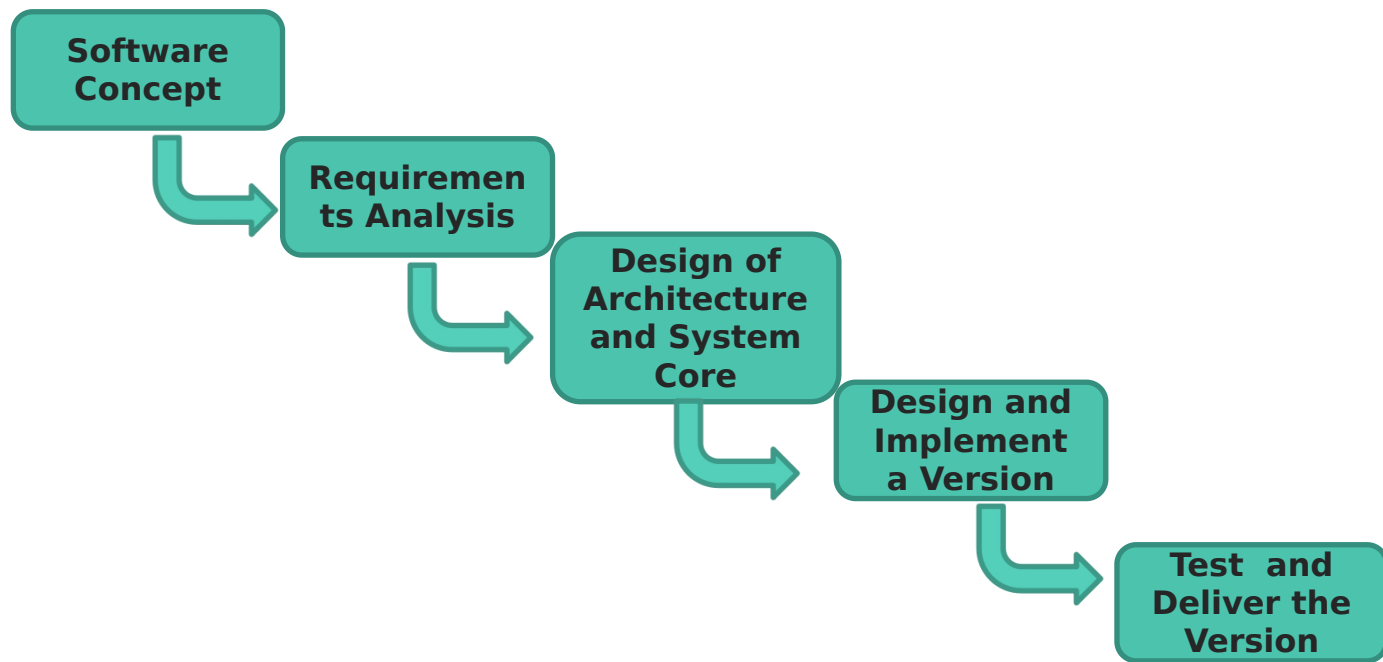 Software
Concept
Requiremen
ts Analysis
Design of
Architecture
and System
Core
Design and
Implement
a Version
Test  and
Deliver the
Version